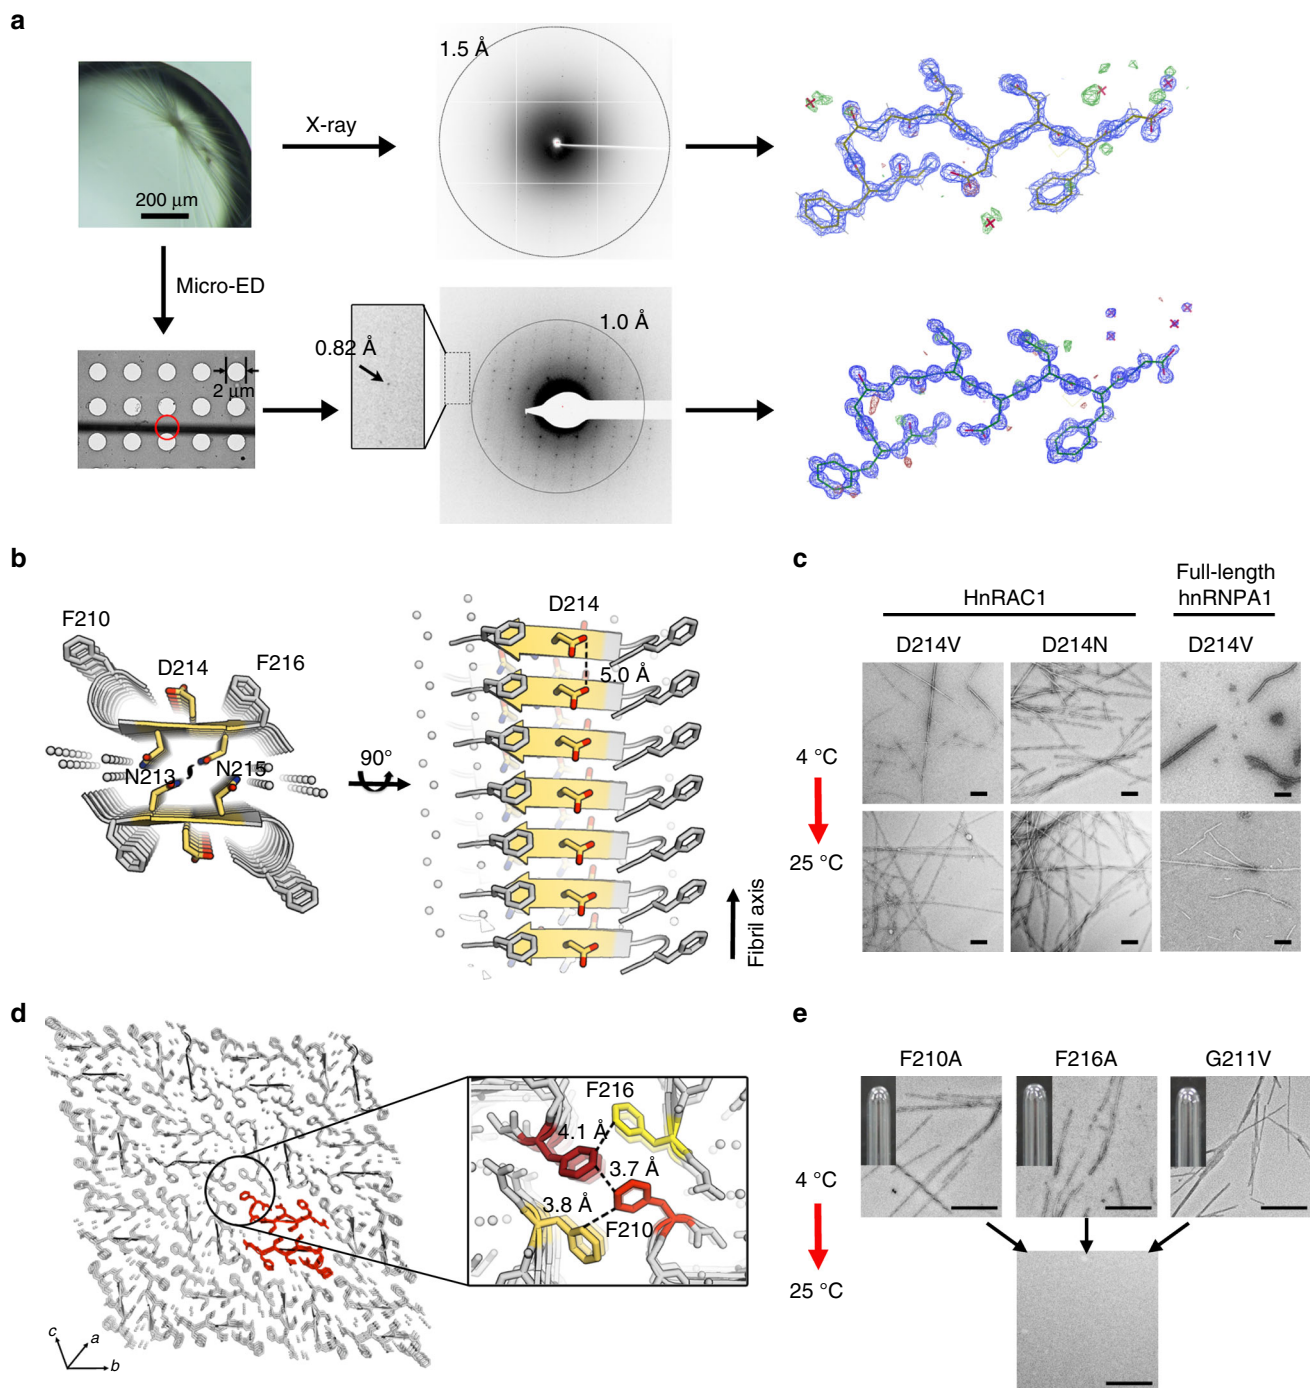 a
1.5 Å
X-ray
200 µm
Micro-ED
0.82 Å
1.0 Å
2 µm
b
F210
D214
F216
N213
N215
90°
D214
5.0 Å
Fibril axis
c
HnRAC1
Full-length
hnRNPA1
D214V
D214N
D214V
4 °C
25 °C
d
F216
4.1 Å
3.7 Å
3.8 Å
F210
c
a
b
e
F210A
F216A
G211V
4 °C
25 °C